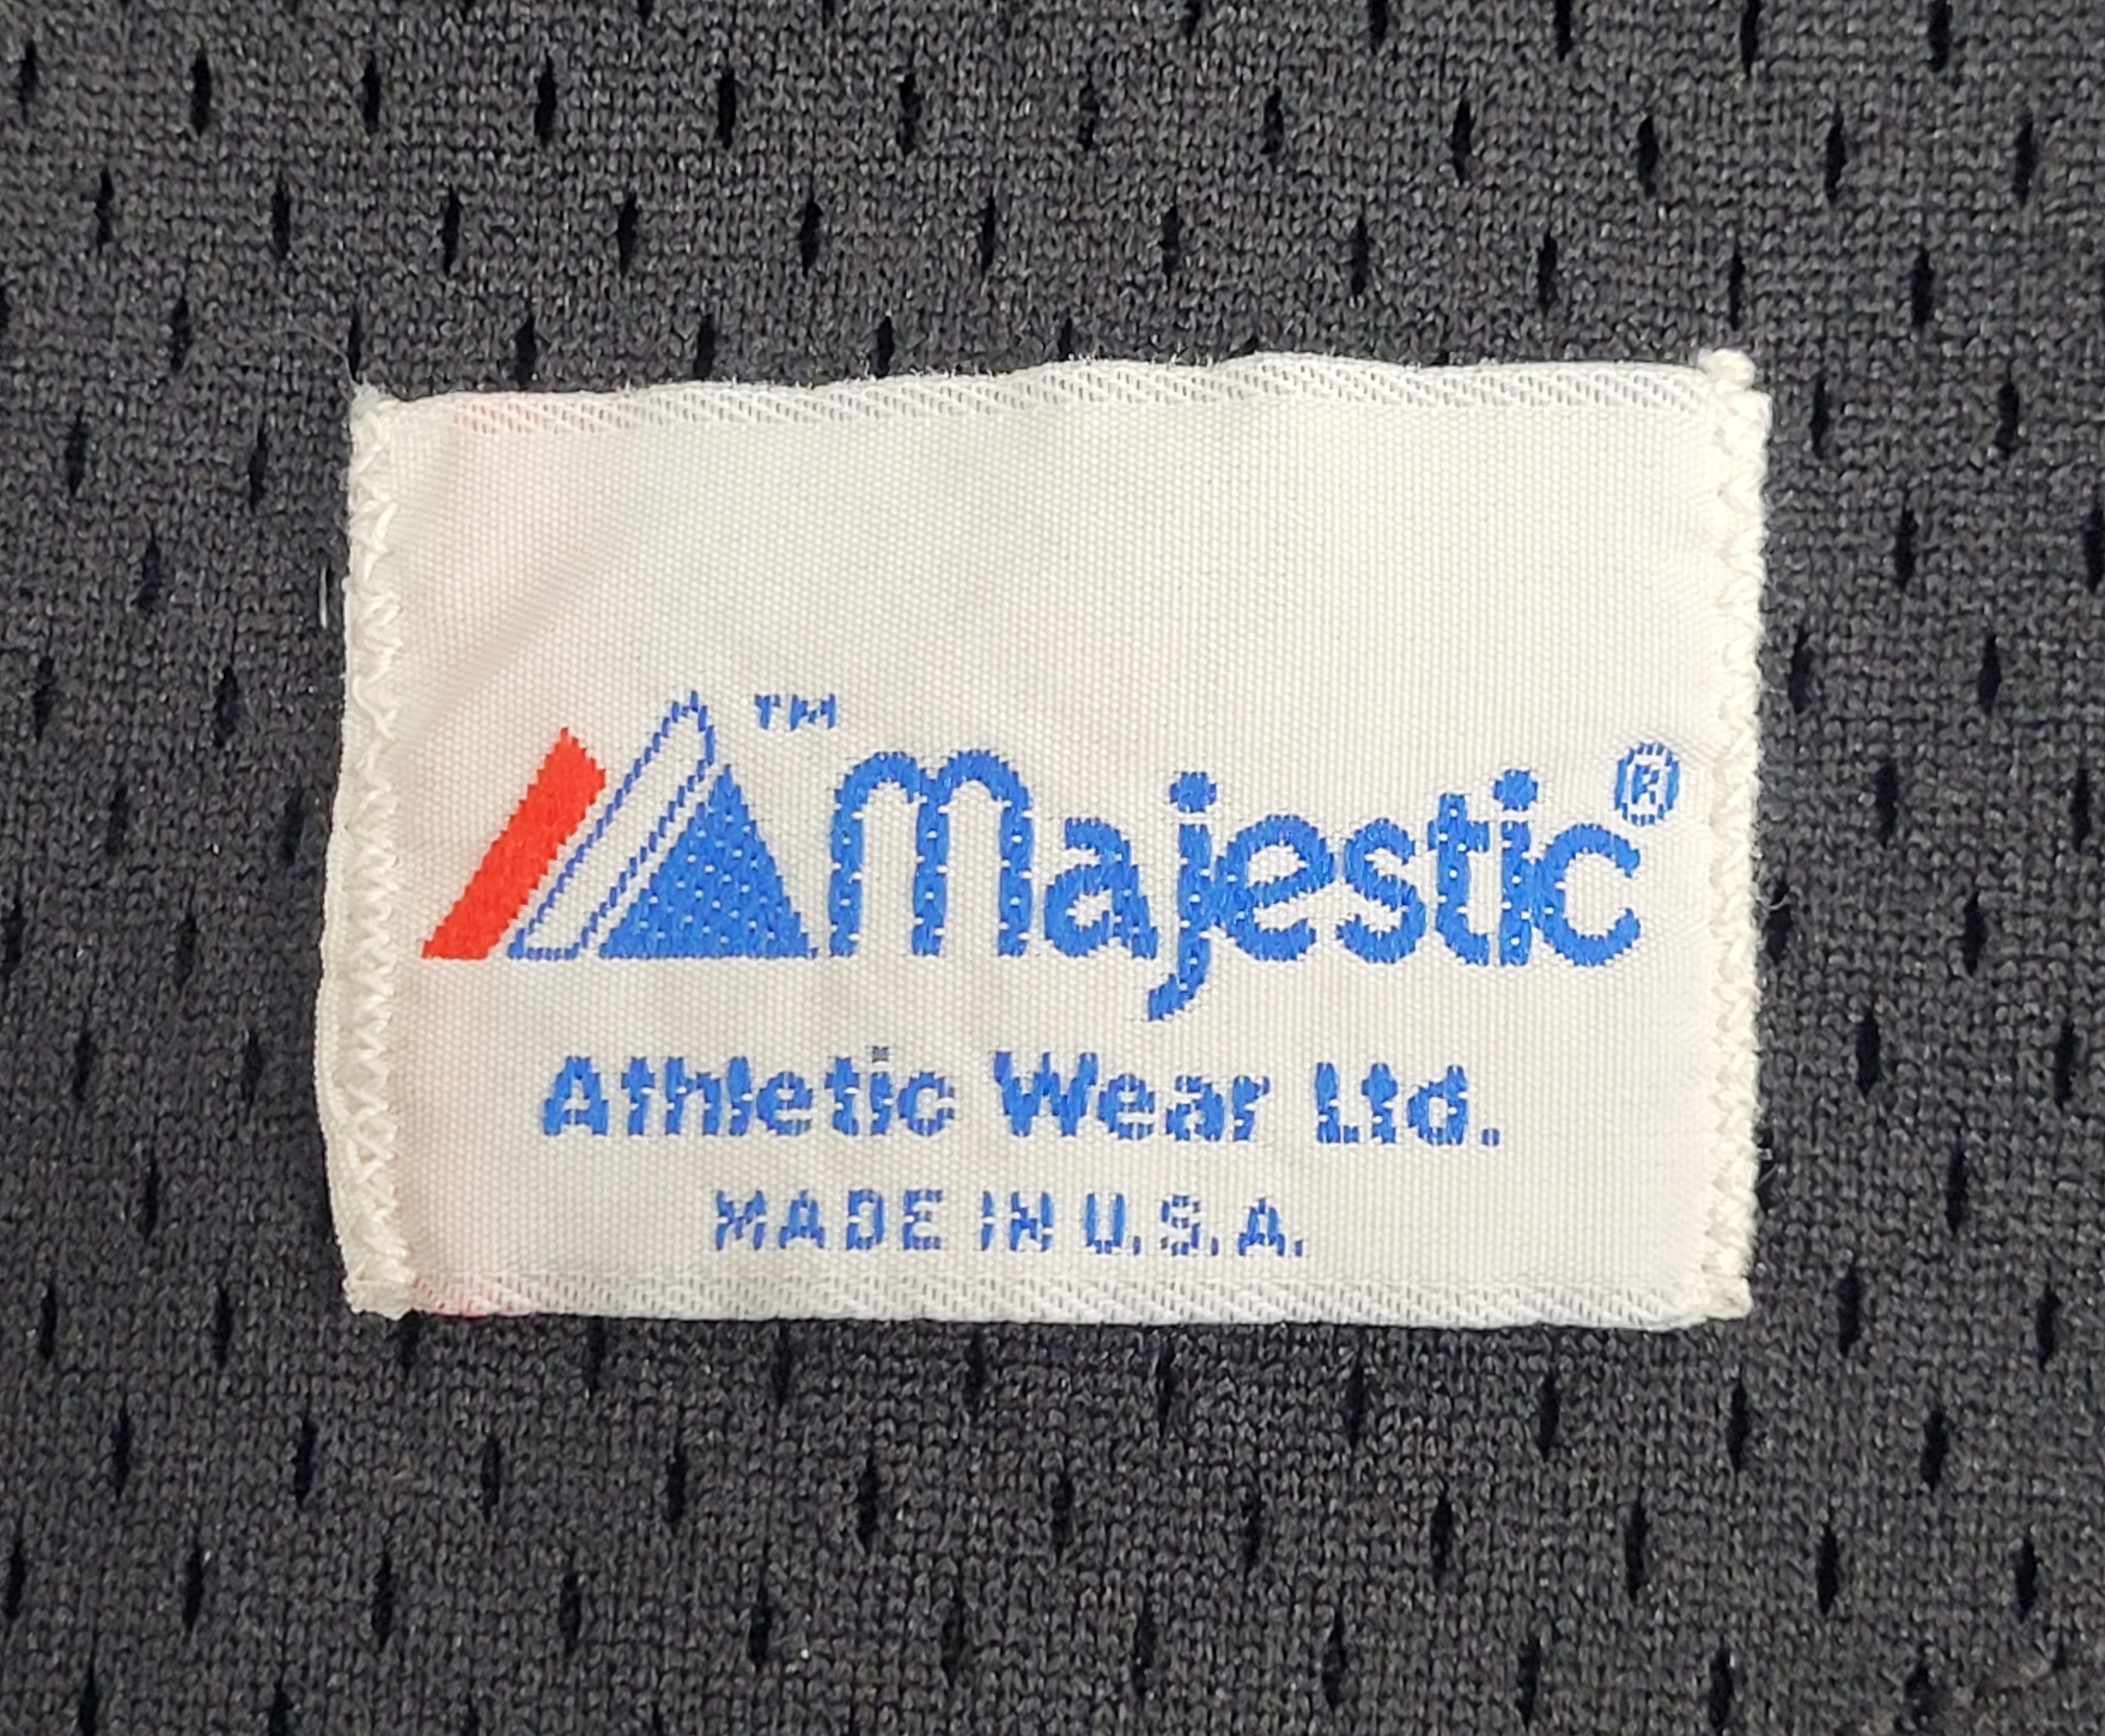 ™ Majestic®
Athletic Wear Ltd.
MADE IN U.S.A.